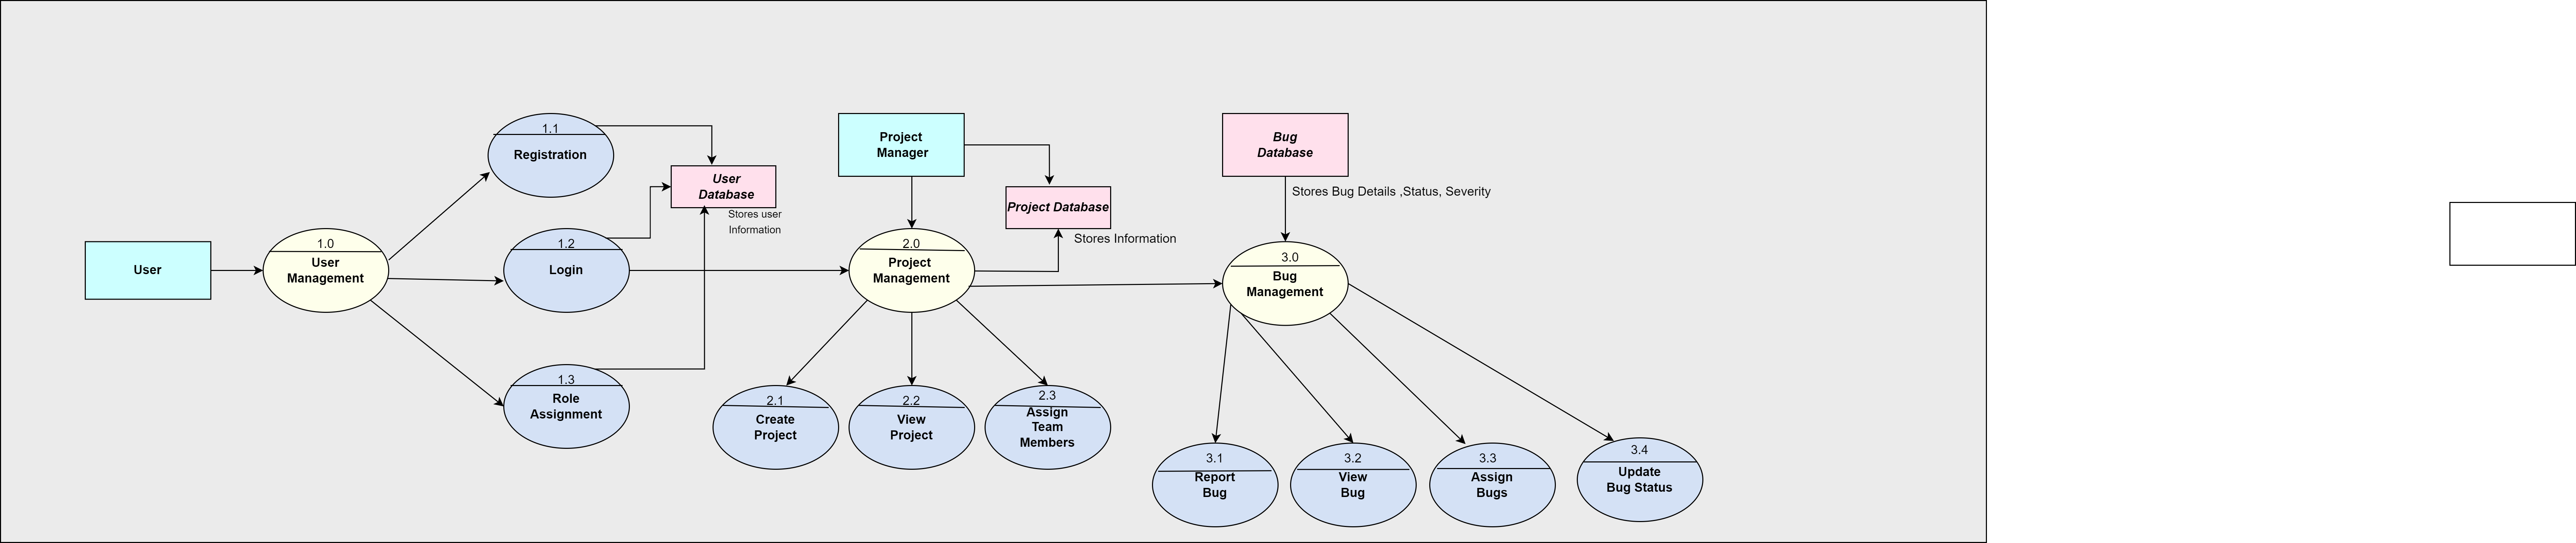 User
1.0
User
Management
1.1
Registration
1.2
Login
1.3
Role
Assignment
User
Database
Stores user
Information
Project
Manager
Project Database
Stores Information
2.0
Project
Management
2.1
Create
Project
2.2
View
Project
2.3
Assign
Team
Members
Bug
Database
Stores Bug Details ,Status, Severity
3.0
Bug
Management
3.1
Report
Bug
3.2
View
Bug
3.3
Assign
Bugs
3.4
Update
Bug Status